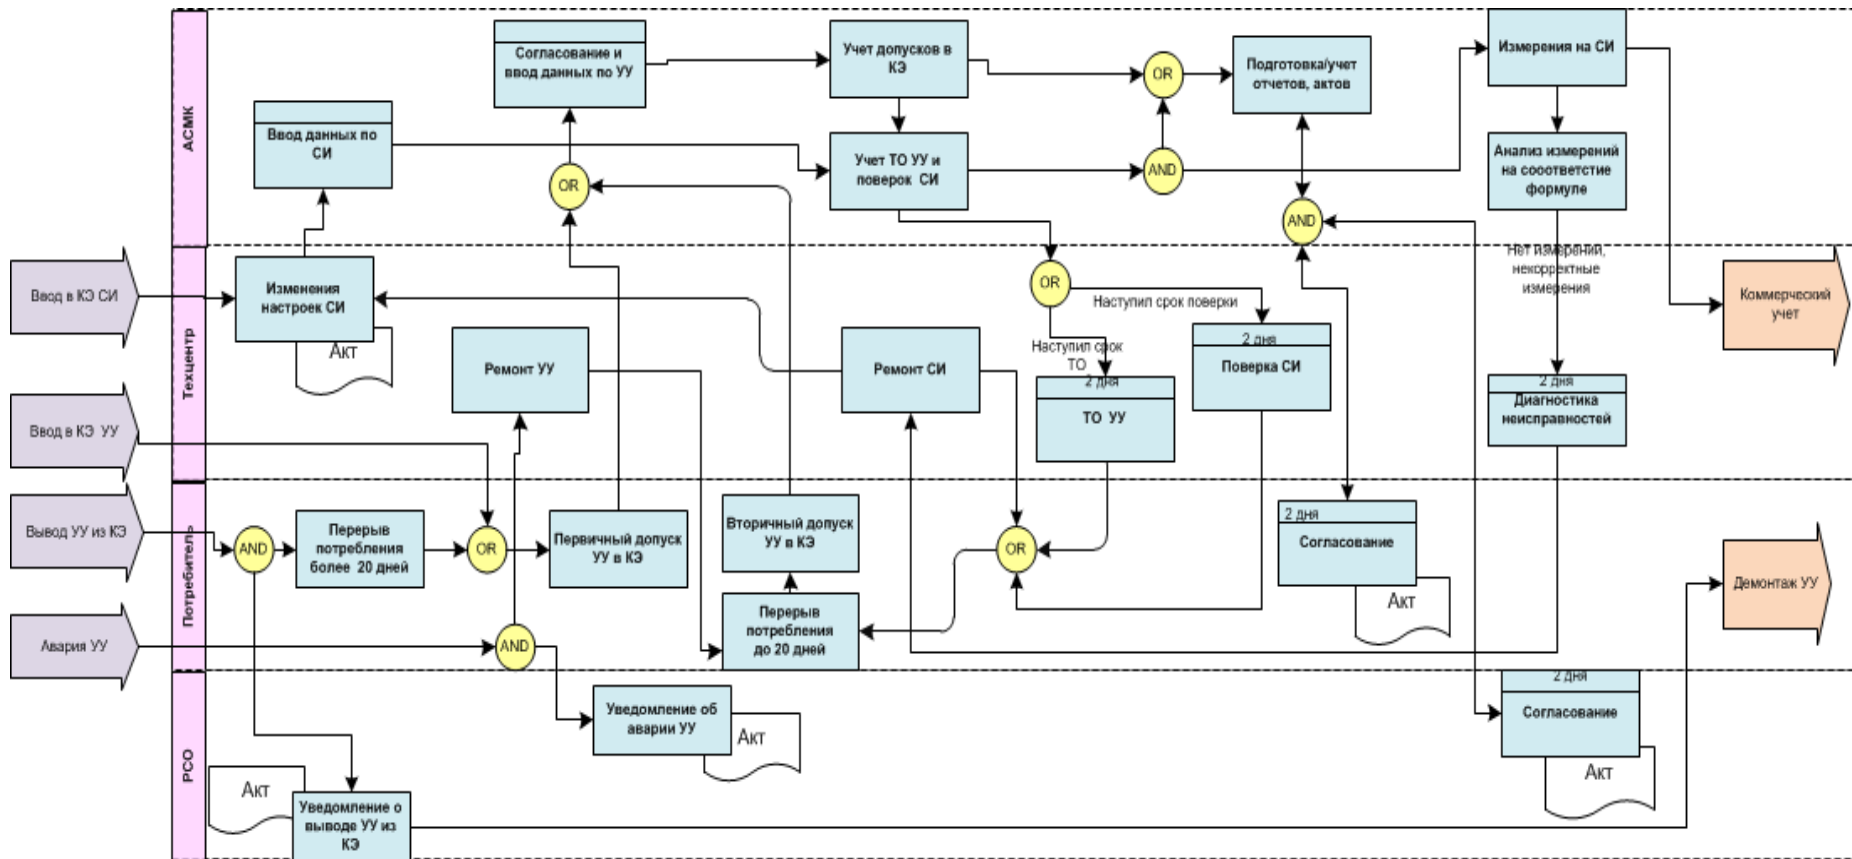 АСМК
Согласование и
ввод данных по УУ
Учет допусков в
КЭ
OR
Подготовка/учет
отчетов, актов
Измерения на СИ
Ввод данных по
СИ
Учет ТО УУ и
поверок СИ
AND
Анализ измерений
на сооответстие
формуле
OR
AND
Техцентр
Ввод в КЭ СИ
Изменения
настроек СИ
Акт
OR
Наступил срок поверки
Нет измерений,
некорректные
измерения
Коммерческий
учет
Ремонт УУ
Ремонт СИ
Наступил срок
ТО
2 дня
ТО УУ
2 дня
Поверка СИ
2 дня
Диагностика
неисправностей
Ввод в КЭ УУ
Потребитель
Вывод УУ из КЭ
AND
Перерыв
потребления
более 20 дней
OR
Первичный допуск
УУ в КЭ
Вторичный допуск
УУ в КЭ
OR
2 дня
Согласование
Акт
Демонтаж УУ
Авария УУ
AND
Перерыв
потребления
до 20 дней
РСО
Уведомление об
аварии УУ
Акт
2 дня
Согласование
Акт
Акт
Уведомление о
выводе УУ из
КЭ